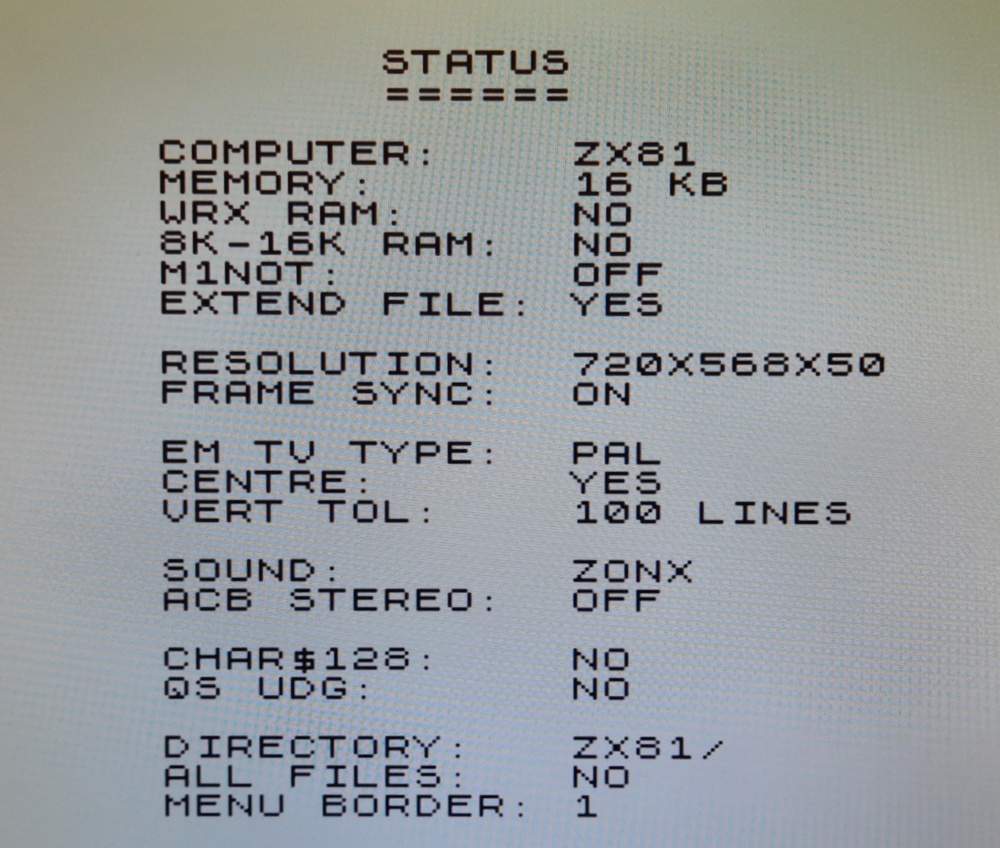 STATUS
======
COMPUTER: ZX81
MEMORY: 16 KB
WRX RAM: NO
8K-16K RAM: NO
M1NOT: OFF
EXTEND FILE: YES
RESOLUTION: 720X568X50
FRAME SYNC: ON
EM TV TYPE: PAL
CENTRE: YES
VERT TOL: 100 LINES
SOUND: ZONX
ACB STEREO: OFF
CHAR$128: NO
QS UDG: NO
DIRECTORY: ZX81/
ALL FILES: NO
MENU BORDER: 1